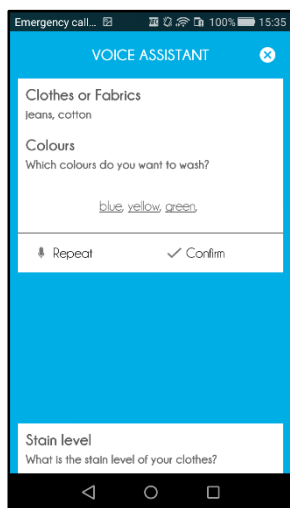 Emergency call... 100% 15:35
VOICE ASSISTANT
Clothes or Fabrics
jeans, cotton
Colours
Which colours do you want to wash?
blue, yellow, green,
Repeat Confirm
Stain level
What is the stain level of your clothes?